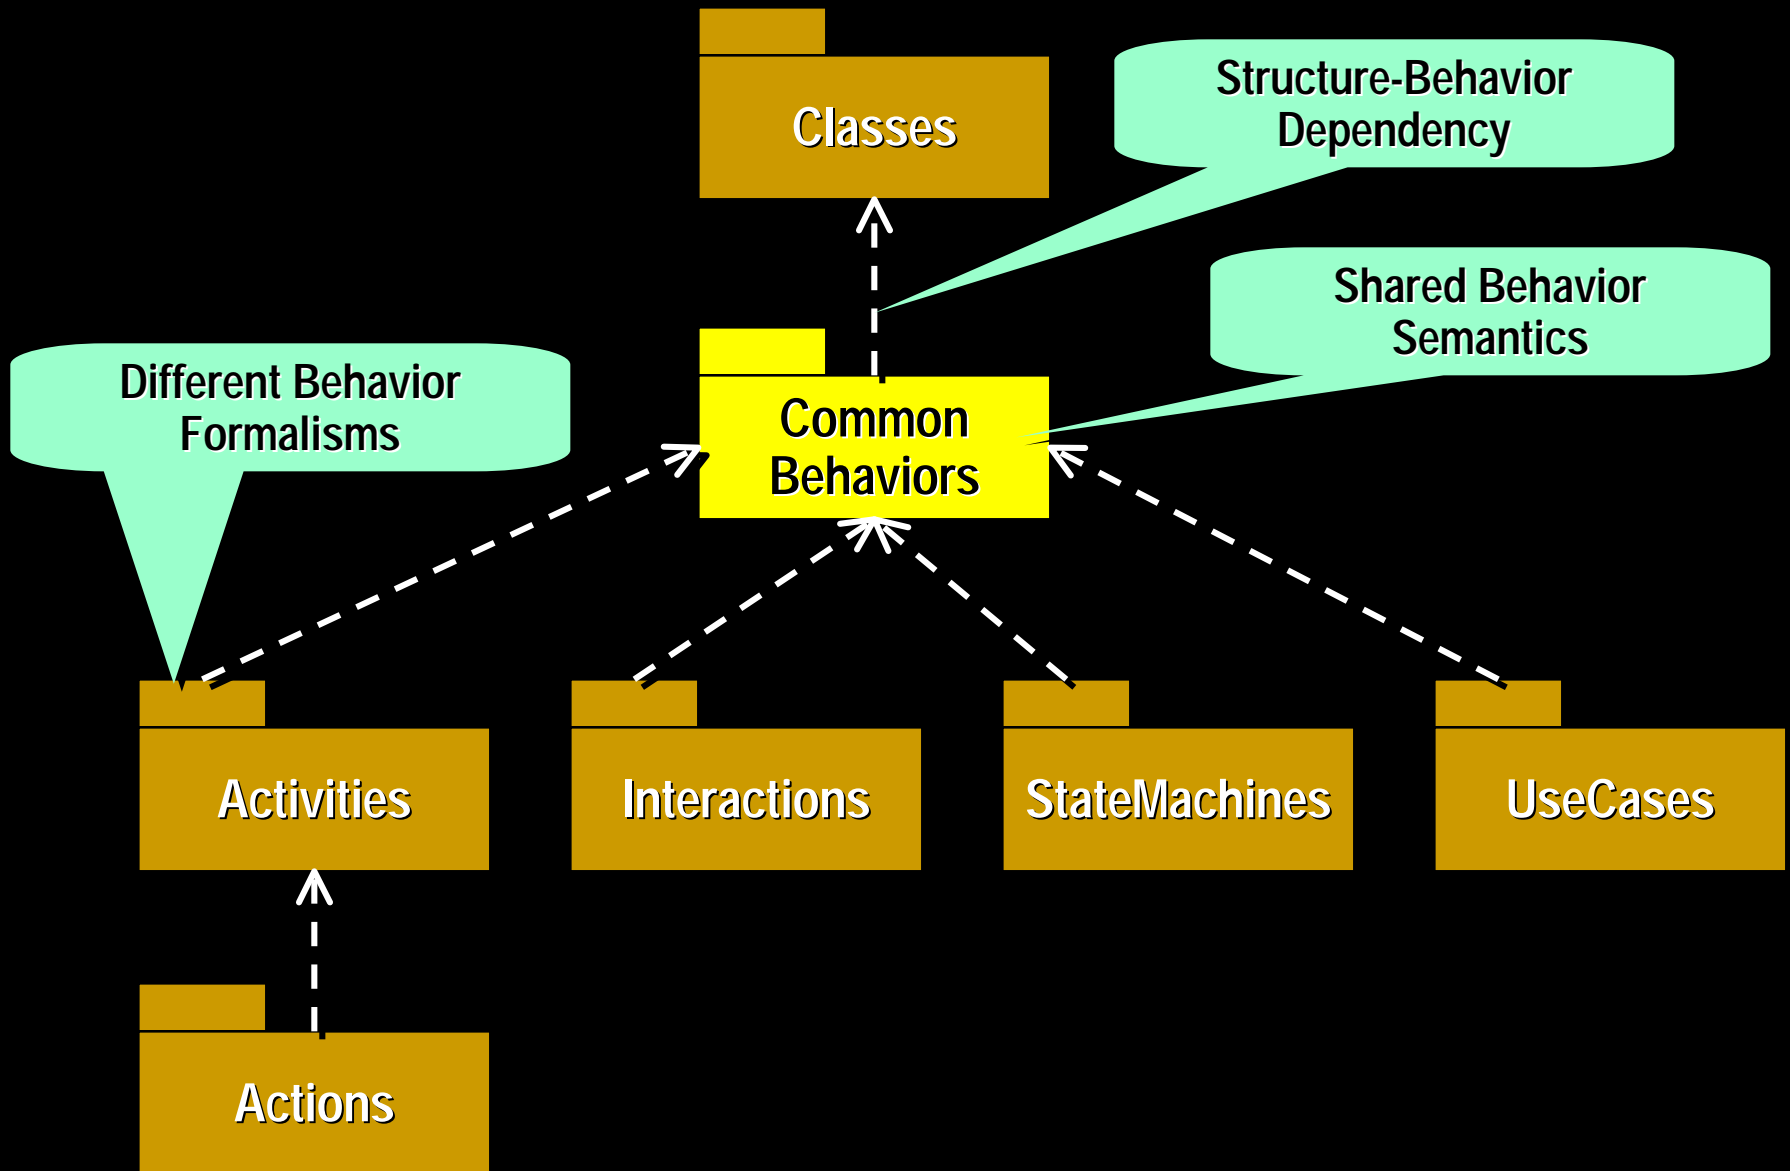 Classes
Structure-Behavior
Dependency
Shared Behavior
Semantics
Different Behavior
Formalisms
Common
Behaviors
Activities
Interactions
StateMachines
UseCases
Actions